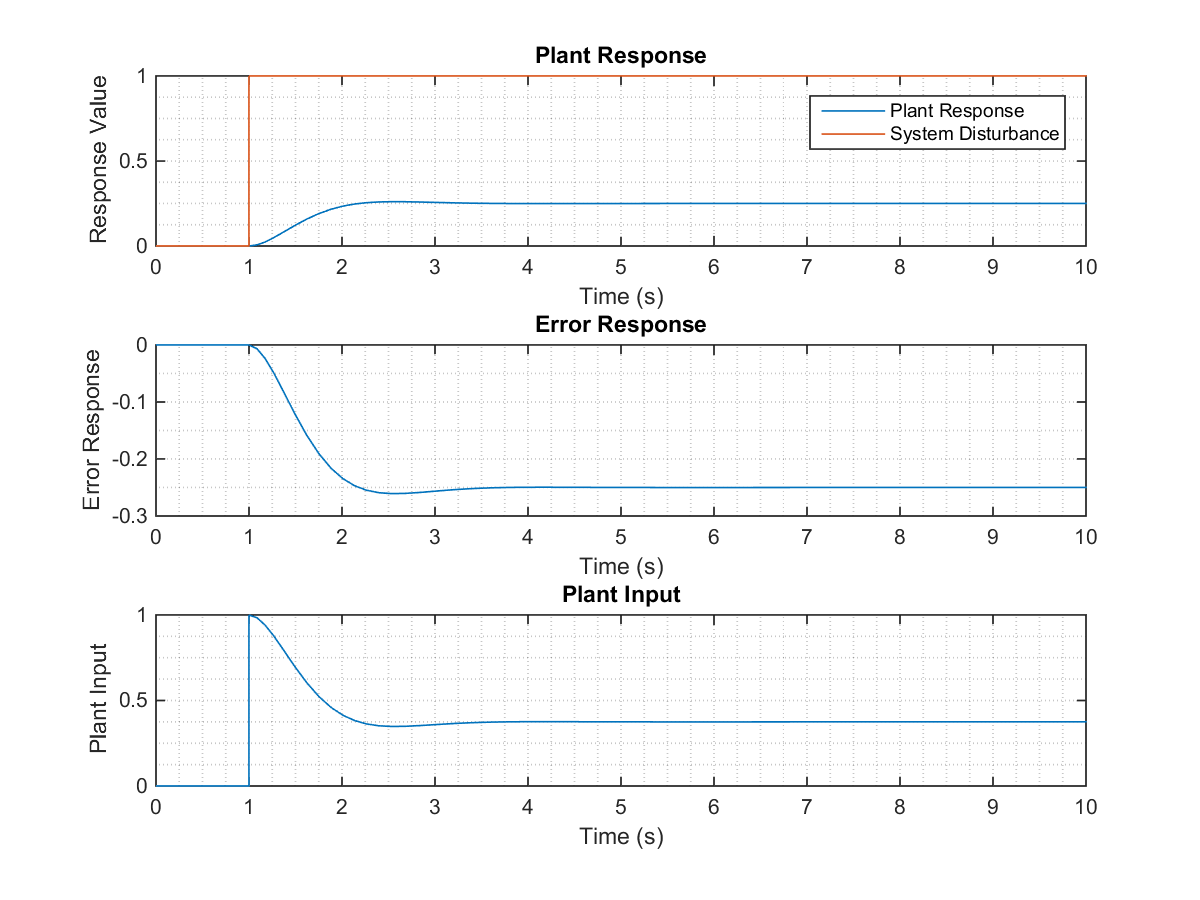 Plant Response
Response Value
1
0.5
0
Plant Response
System Disturbance
0 1 2 3 4 5 6 7 8 9 10
Time (s)
Error Response
Error Response
0
-0.1
-0.2
-0.3
0 1 2 3 4 5 6 7 8 9 10
Time (s)
Plant Input
Plant Input
1
0.5
0
0 1 2 3 4 5 6 7 8 9 10
Time (s)